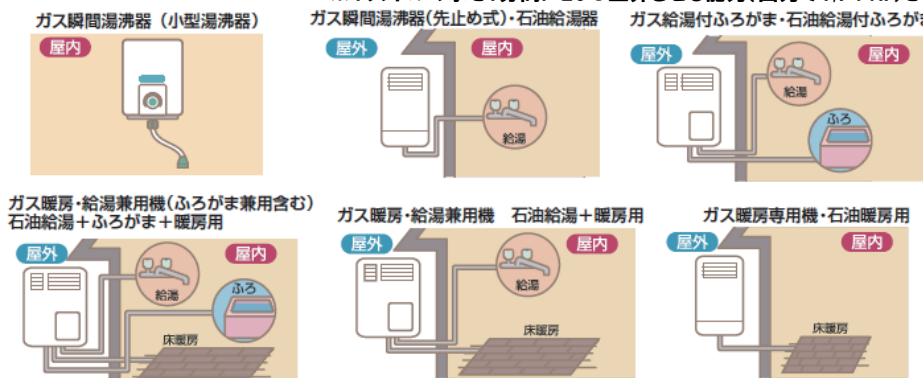 ガス瞬間湯沸器（小型湯沸器）
屋内
ガス瞬間湯沸器(先止め式)・石油給湯器
屋外
屋内
給湯
ガス給湯付ふろがま・石油給湯付ふろがま
屋外
屋内
給湯
ふろ
ガス暖房・給湯兼用機(ふろがま兼用含む)
石油給湯＋ふろがま＋暖房用
屋外
屋内
給湯
ふろ
床暖房
ガス暖房・給湯兼用機　石油給湯＋暖房用
屋外
屋内
給湯
床暖房
ガス暖房専用機・石油暖房用
屋外
屋内
床暖房